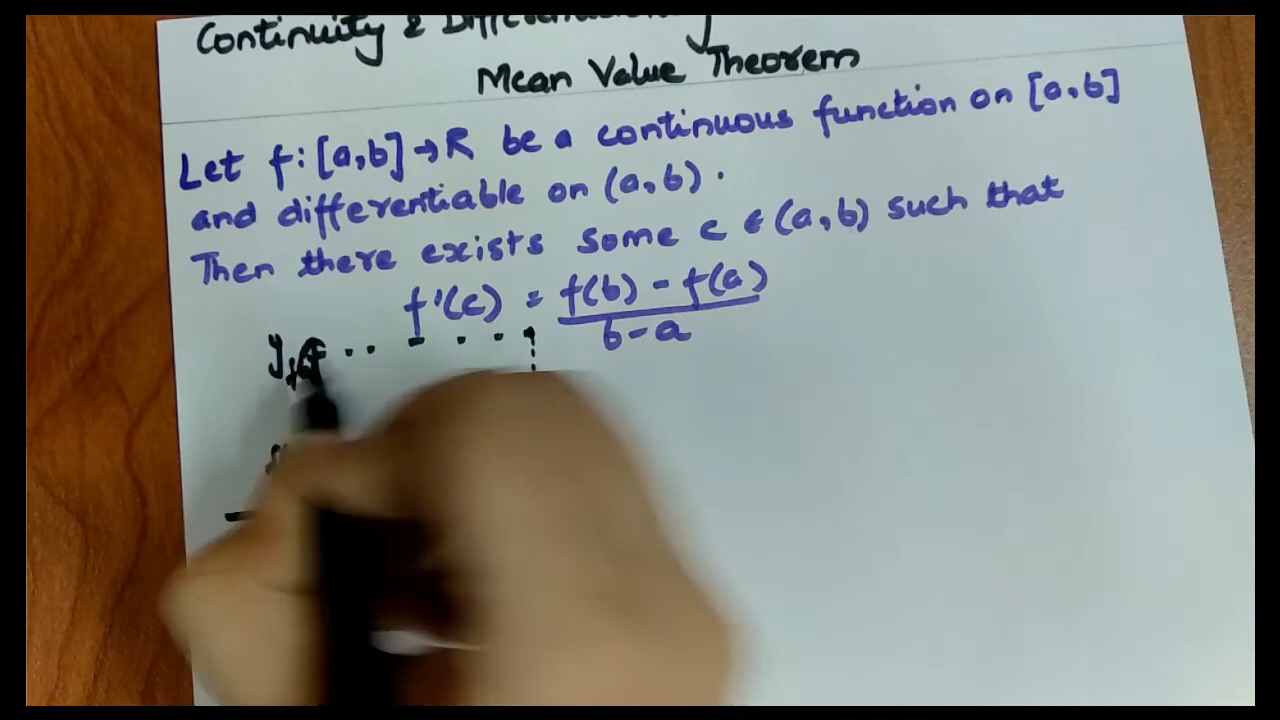 Continuity &
Mean Value Theorem
Let f: [a,b] → R be a continuous function on [a,b]
and differentiable on (a,b).
Then there exists some c ∈ (a,b) such that
f'(c) = f(b) - f(a)
b-a
y